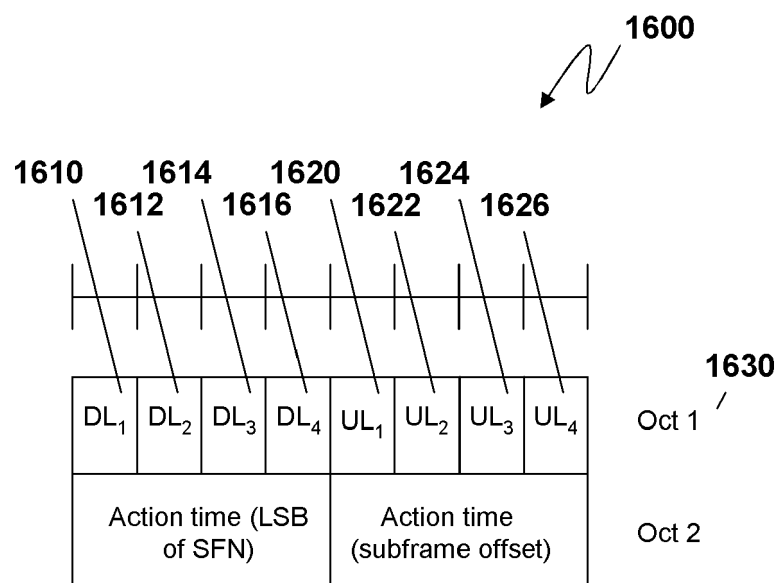 1600
1610 1614 1620 1624
1612 1616 1622 1626
1630
DL1 DL2 DL3 DL4 UL1 UL2 UL3 UL4 Oct 1
Action time (LSB of SFN) Action time (subframe offset) Oct 2